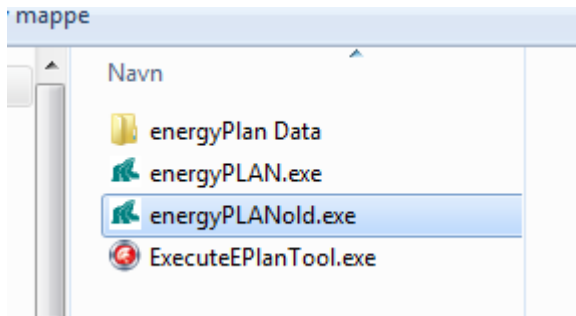 mappe
Navn
energyPlan Data
energyPLAN.exe
energyPLANold.exe
ExecuteEPlanTool.exe